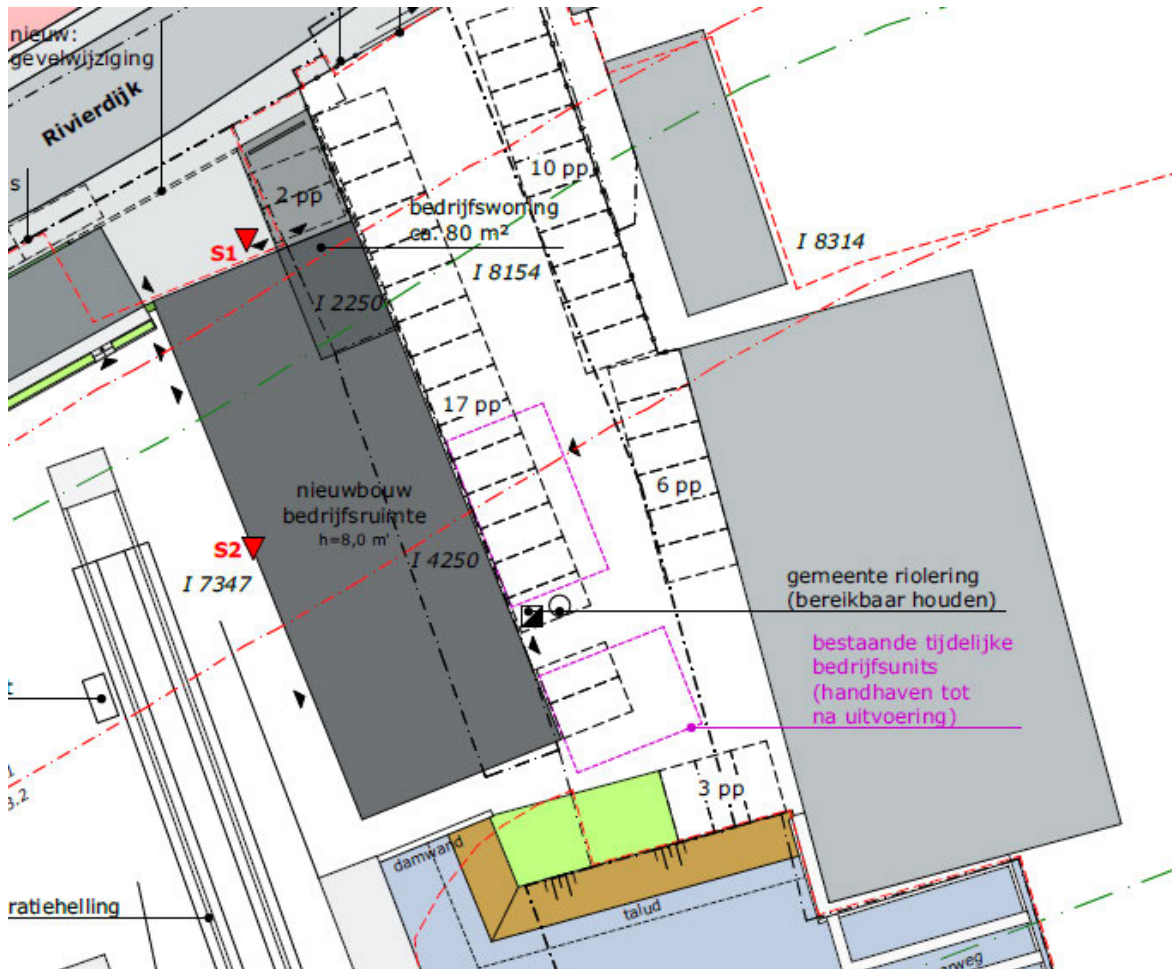 nieuw:
gevelwijziging
Rivierdijk
s
10 pp
2 pp
bedrijfswoning
ca. 80 m²
S1
I 8314
I 8154
I 2250
17 pp
nieuwbouw
bedrijfsruimte
h=8,0 m'
6 pp
S2
I 4250
I 7347
gemeente riolering
(bereikbaar houden)
bestaande tijdelijke
bedrijfsunits
(handhaven tot
na uitvoering)
t
3.2
3 pp
damwand
ratiehelling
talud